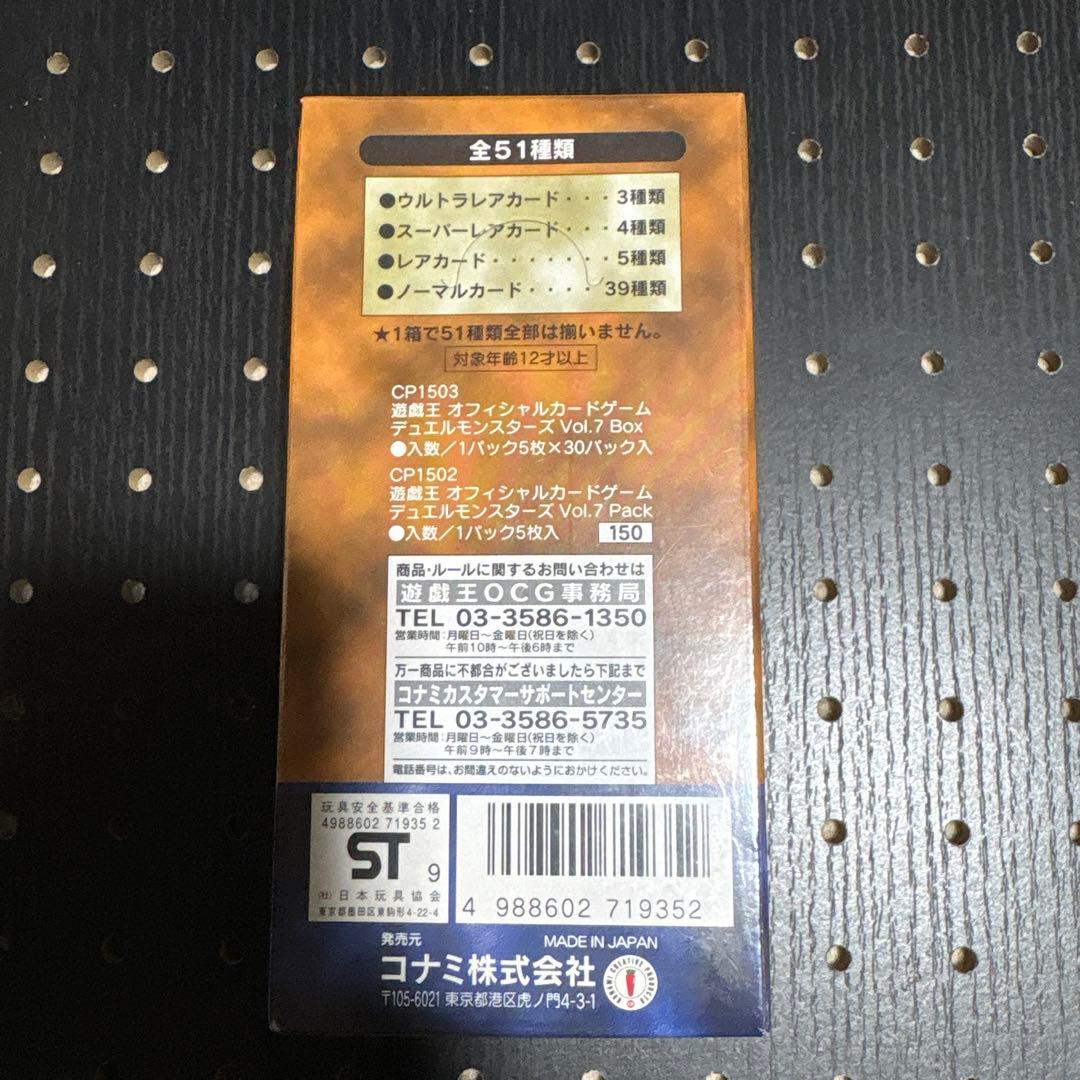 全51種類
●ウルトラレアカード・・・3種類
●スーパーレアカード・・・4種類
●レアカード・・・・・・・5種類
●ノーマルカード・・・・39種類
★1箱で51種類全部は揃いません。
対象年齢12才以上
CP1503
遊戯王 オフィシャルカードゲーム
デュエルモンスターズ Vol.7 Box
●入数/1パック5枚×30パック入
CP1502
遊戯王 オフィシャルカードゲーム
デュエルモンスターズ Vol.7 Pack
●入数/1パック5枚入 150
商品・ルールに関するお問い合わせは
遊戯王OCG事務局
TEL 03-3586-1350
営業時間:月曜日〜金曜日(祝日を除く)
午前10時〜午後6時まで
万一商品に不都合がございましたら下記まで
コナミカスタマーサポートセンター
TEL 03-3586-5735
営業時間:月曜日〜金曜日(祝日を除く)
午前9時〜午後7時まで
電話番号は、お間違えのないようにおかけください。
玩具安全基準合格
4988602 71935 2
ST 9
(社)日本玩具協会
東京都墨田区東駒形4-22-4
4 988602 719352
発売元
MADE IN JAPAN
コナミ株式会社
KONAMI CREATIVE PRODUCTS
〒105-6021 東京都港区虎ノ門4-3-1